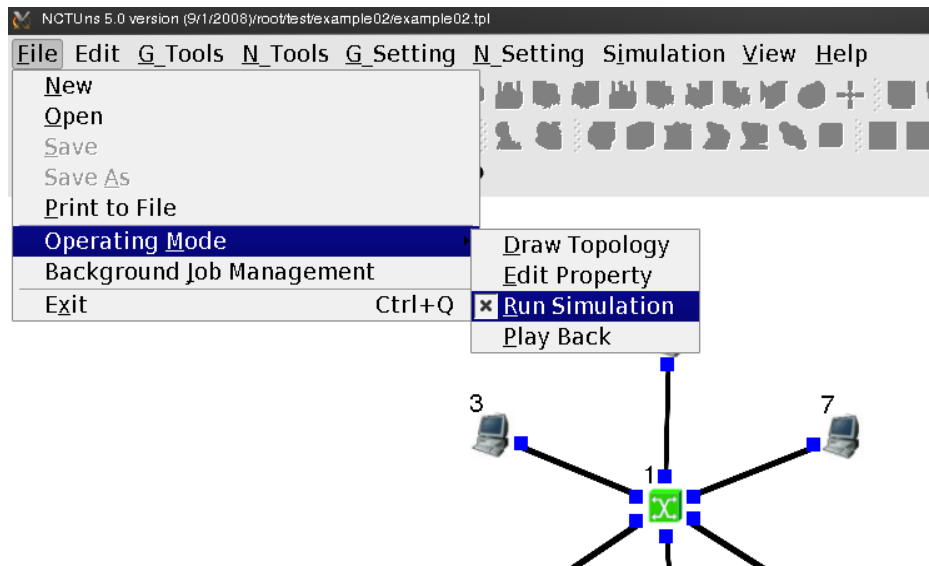 NCTUns 5.0 version (9/1/2008)/root/test/example02/example02.tpl
File Edit G_Tools N_Tools G_Setting N_Setting Simulation View Help
New
Open
Save
Save As
Print to File
Operating Mode
Background Job Management
Exit Ctrl+Q
Draw Topology
Edit Property
Run Simulation
Play Back
3
7
1